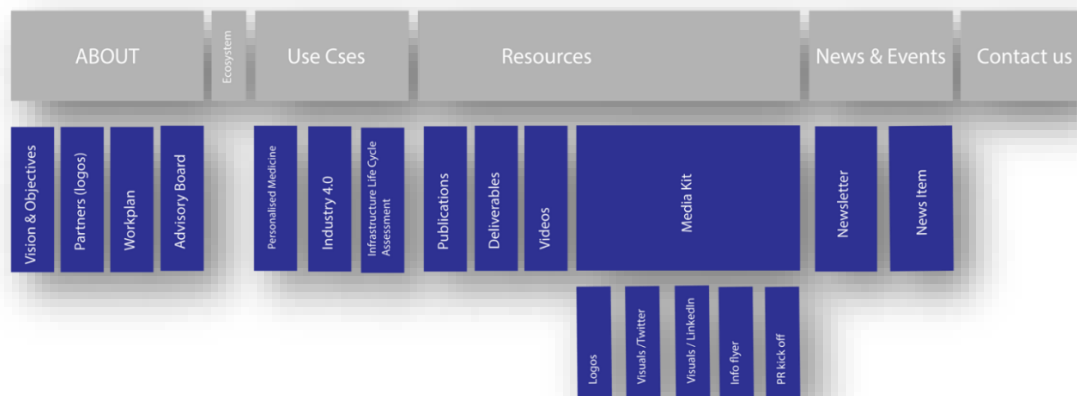 ABOUT
Ecosystem
Use Cses
Resources
News & Events
Contact us
Vision & Objectives
Partners (logos)
Workplan
Advisory Board
Personalised Medicine
Industry 4.0
Infrastructure Life Cycle
Assessment
Publications
Deliverables
Videos
Media Kit
Newsletter
News Item
Logos
Visuals /Twitter
Visuals / LinkedIn
Info flyer
PR kick off